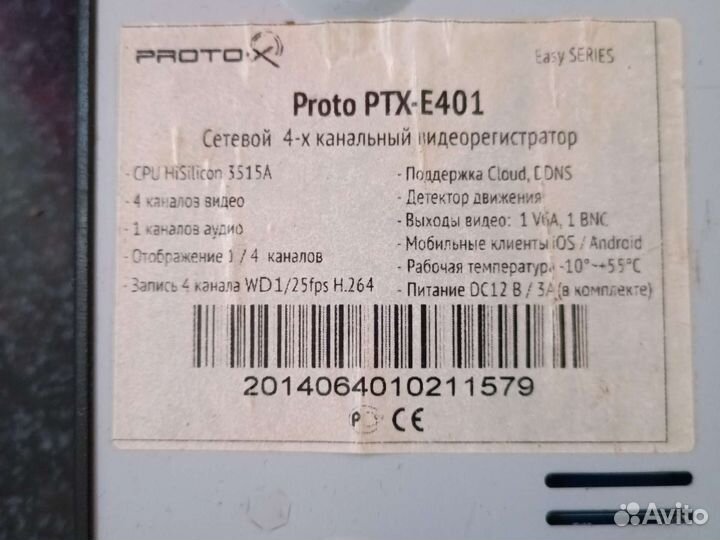 PROTO-X
Easy SERIES
Proto PTX-E401
Сетевой 4-х канальный видеорегистратор
- CPU HiSilicon 3515A
- 4 каналов видео
- 1 каналов аудио
- Отображение 1 / 4 каналов
- Запись 4 канала WD1/25fps H.264
- Поддержка Cloud, DDNS
- Детектор движения
- Выходы видео: 1 VGA, 1 BNC
- Мобильные клиенты iOS / Android
- Рабочая температура -10°~+55°C
- Питание DC12 В / 3А (в комплекте)
2014064010211579
CE
Avito